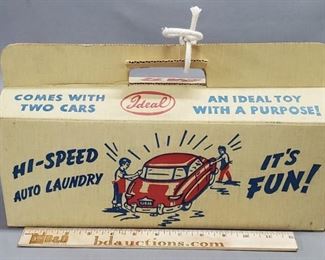 COMES WITH
TWO CARS
Ideal
AN IDEAL TOY
WITH A PURPOSE!
HI-SPEED
AUTO LAUNDRY
IT'S
FUN!
bdauctions.com